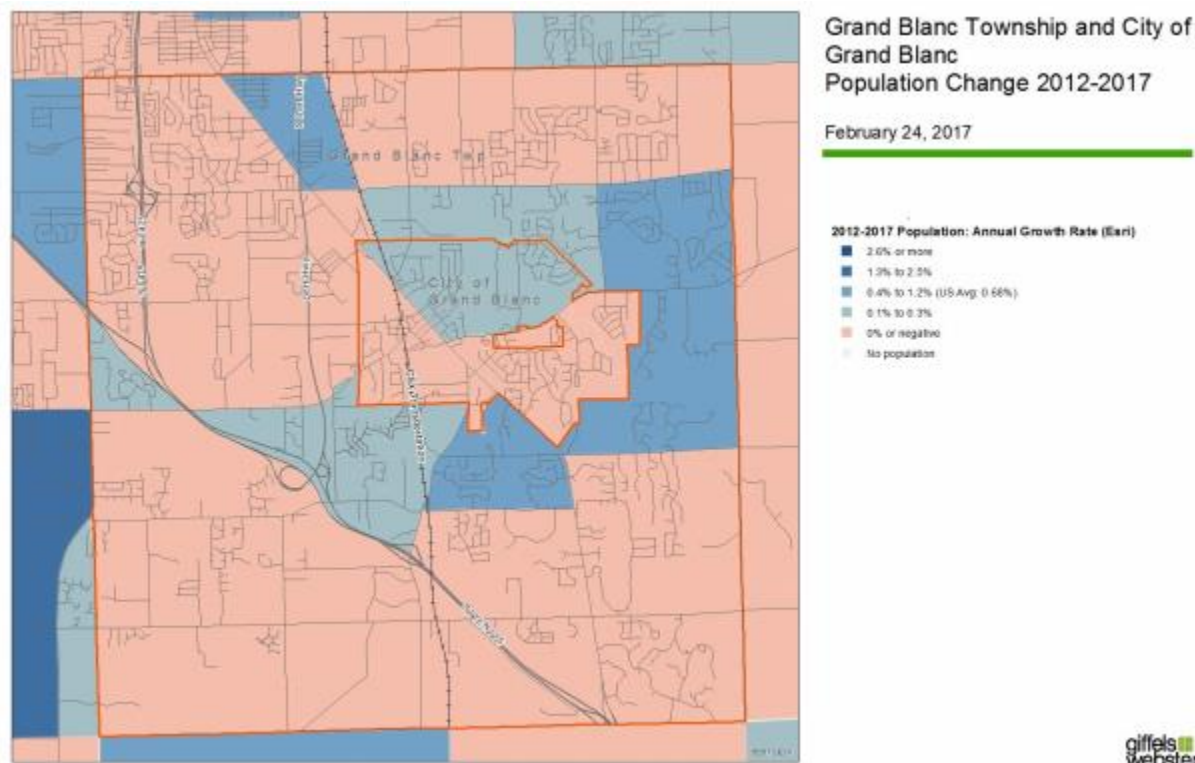 Grand Blanc Township and City of
Grand Blanc
Population Change 2012-2017
February 24, 2017
2012-2017 Population: Annual Growth Rate (Esri)
2.6% or more
1.3% to 2.5%
0.4% to 1.2% (US Avg: 0.68%)
0.1% to 0.3%
0% or negative
No population
Grand Blanc Twp
City of
Grand Blanc
giffels
webster